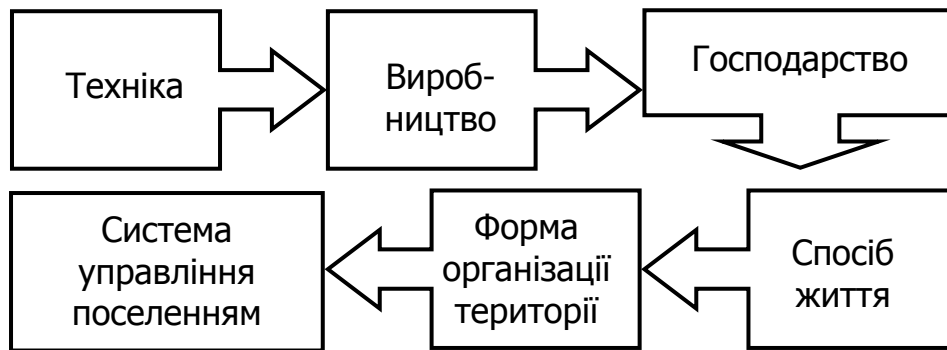 Техніка
Вироб-
ництво
Господарство
Спосіб
життя
Форма
організації
території
Система
управління
поселенням